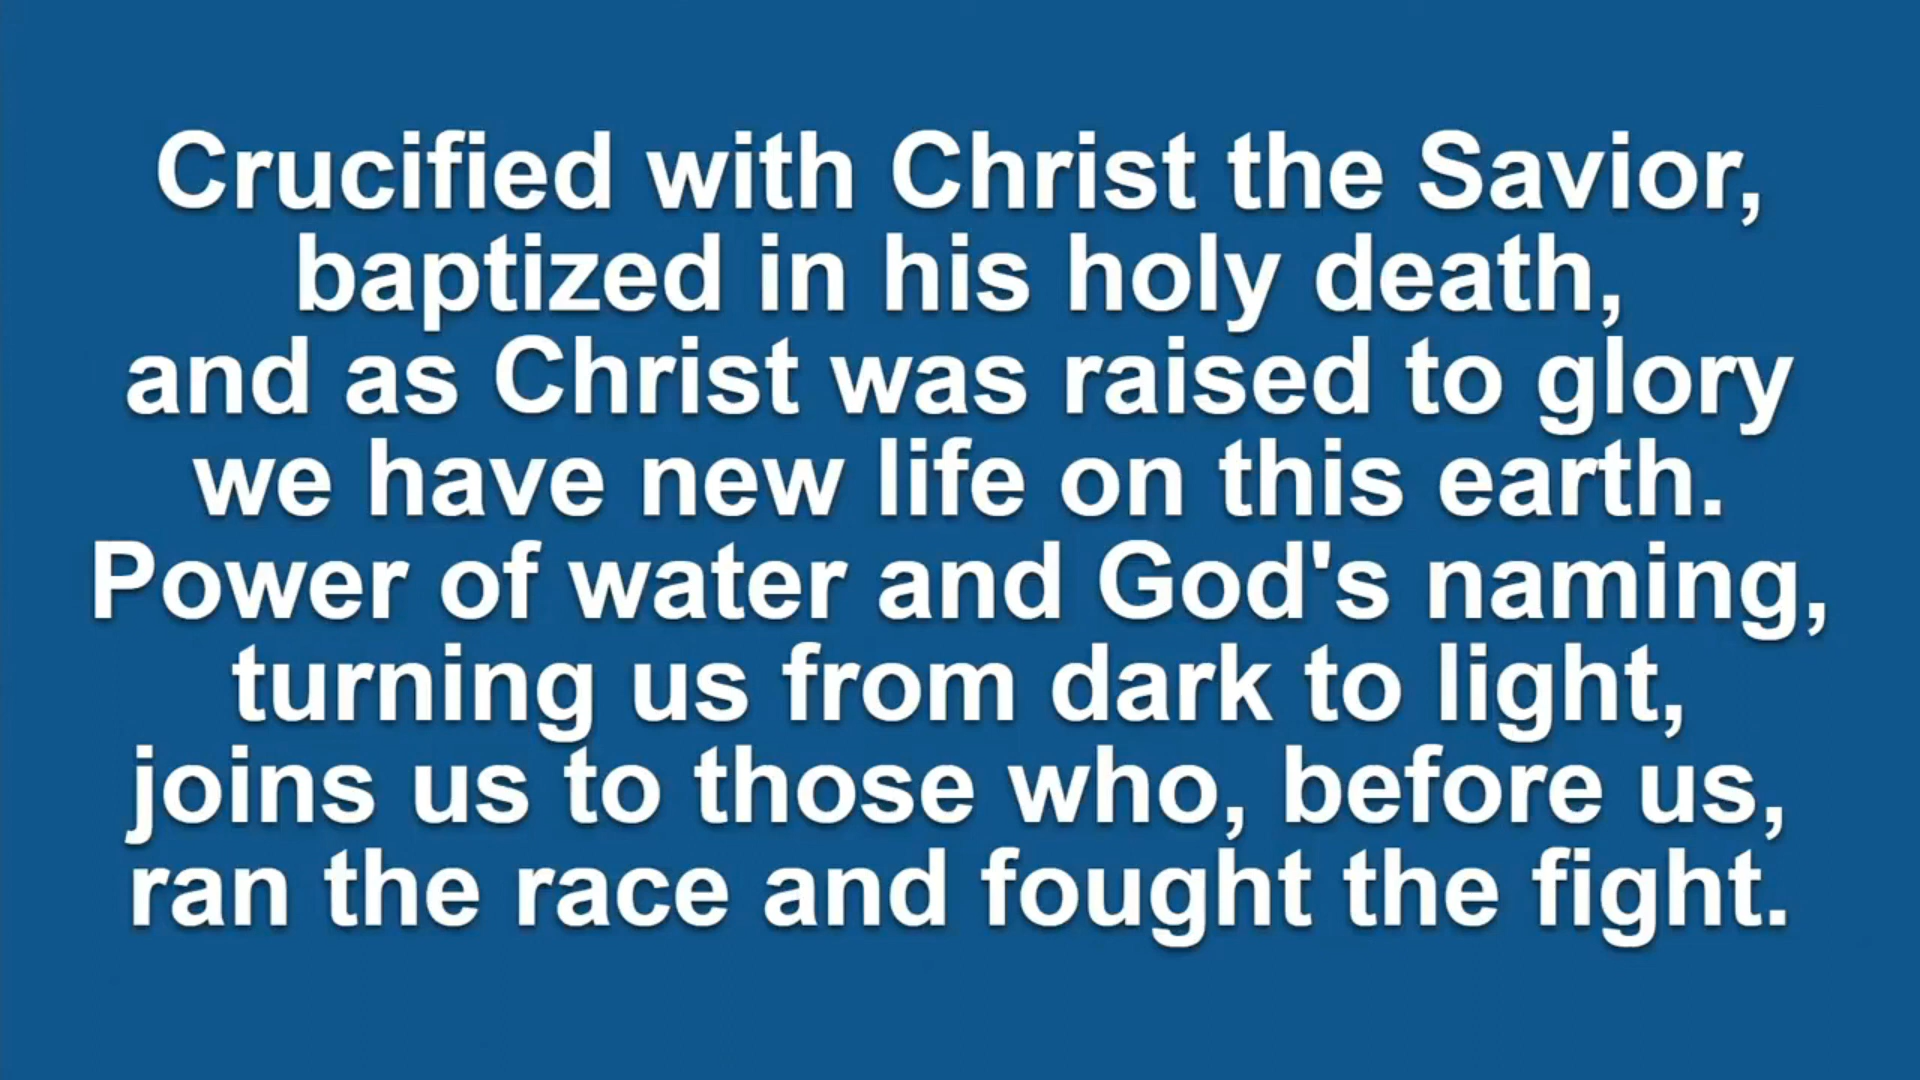 Crucified with Christ the Savior,
baptized in his holy death,
and as Christ was raised to glory
we have new life on this earth.
Power of water and God's naming,
turning us from dark to light,
joins us to those who, before us,
ran the race and fought the fight.